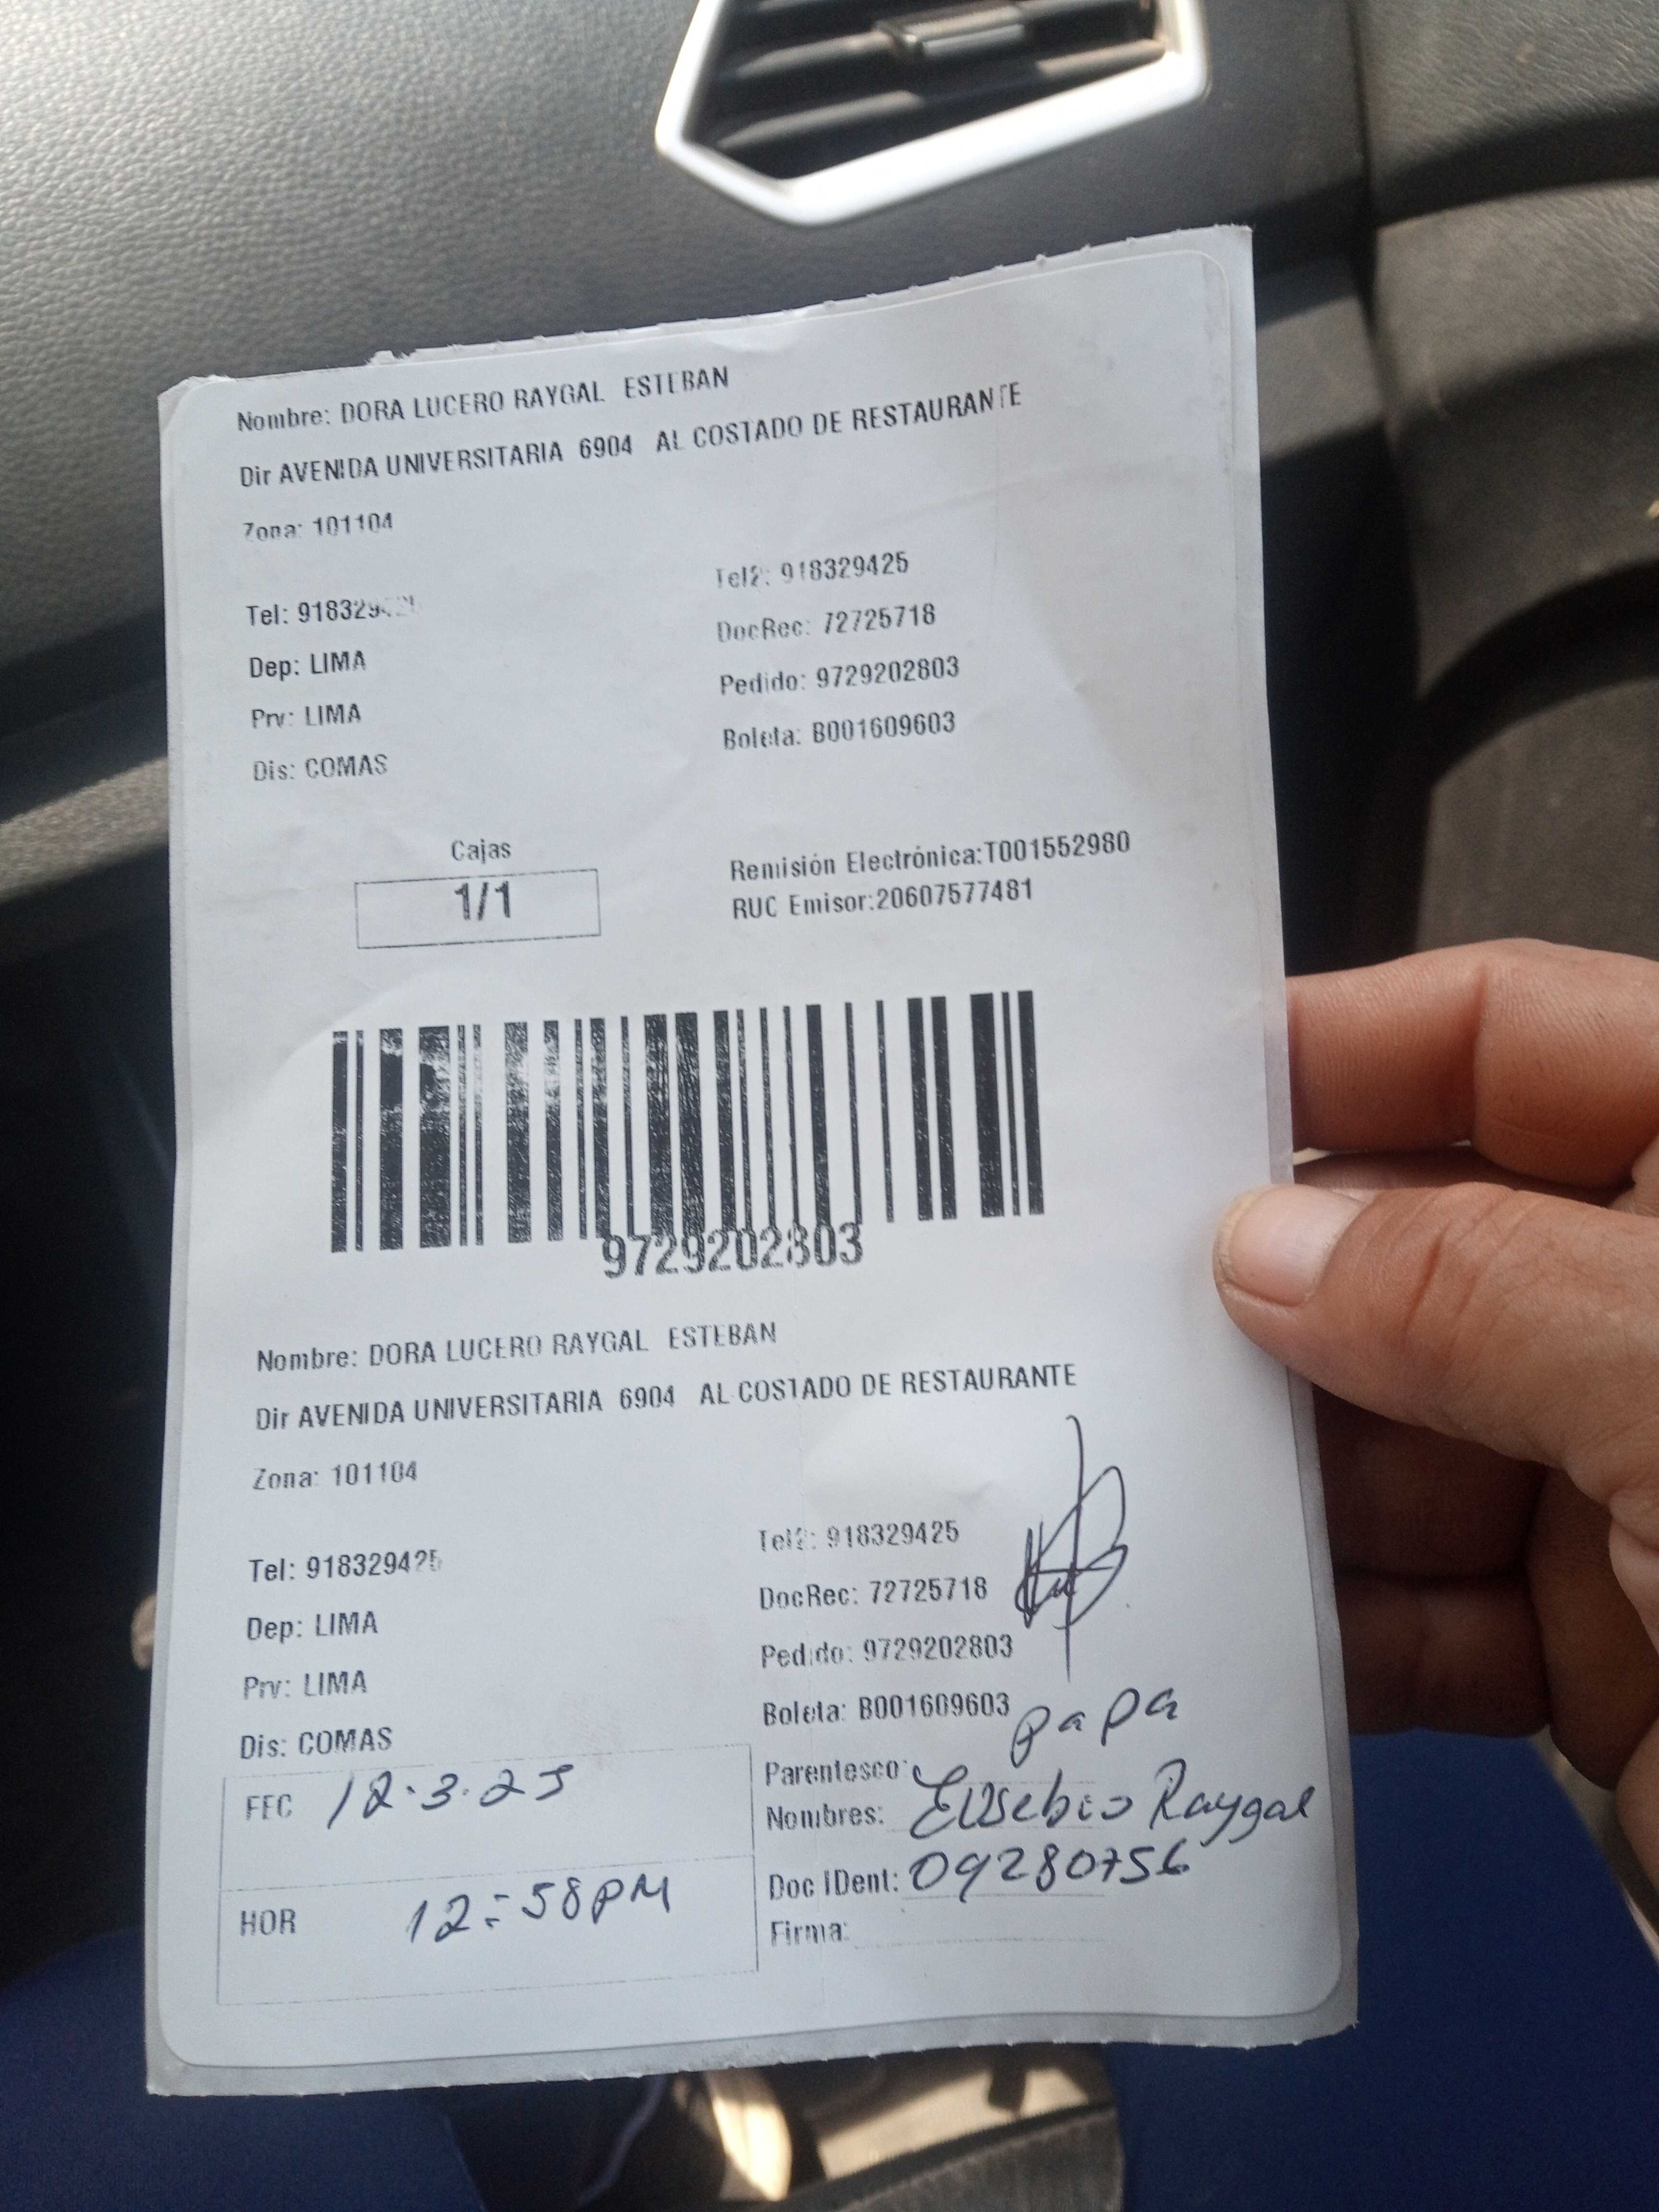 Nombre: DORA LUCERO RAYGAL ESTEBAN
Dir AVENIDA UNIVERSITARIA 6904 AL COSTADO DE RESTAURANTE
Zona: 101104
Tel: 918329425 Tel2: 918329425
Dep: LIMA DocRec: 72725718
Prv: LIMA Pedido: 9729202803
Dis: COMAS Boleta: B001609603
Cajas
1/1
Remisión Electrónica:T001552980
RUC Emisor:20607577481
9729202803
Nombre: DORA LUCERO RAYGAL ESTEBAN
Dir AVENIDA UNIVERSITARIA 6904 AL COSTADO DE RESTAURANTE
Zona: 101104
Tel: 918329425 Tel2: 918329425
Dep: LIMA DocRec: 72725718
Prv: LIMA Pedido: 9729202803
Dis: COMAS Boleta: B001609603
FEC 12.3.25
HOR 12:58PM
Parentesco: papa
Nombres: Eusebio Raygal
Doc IDent: 09280756
Firma: